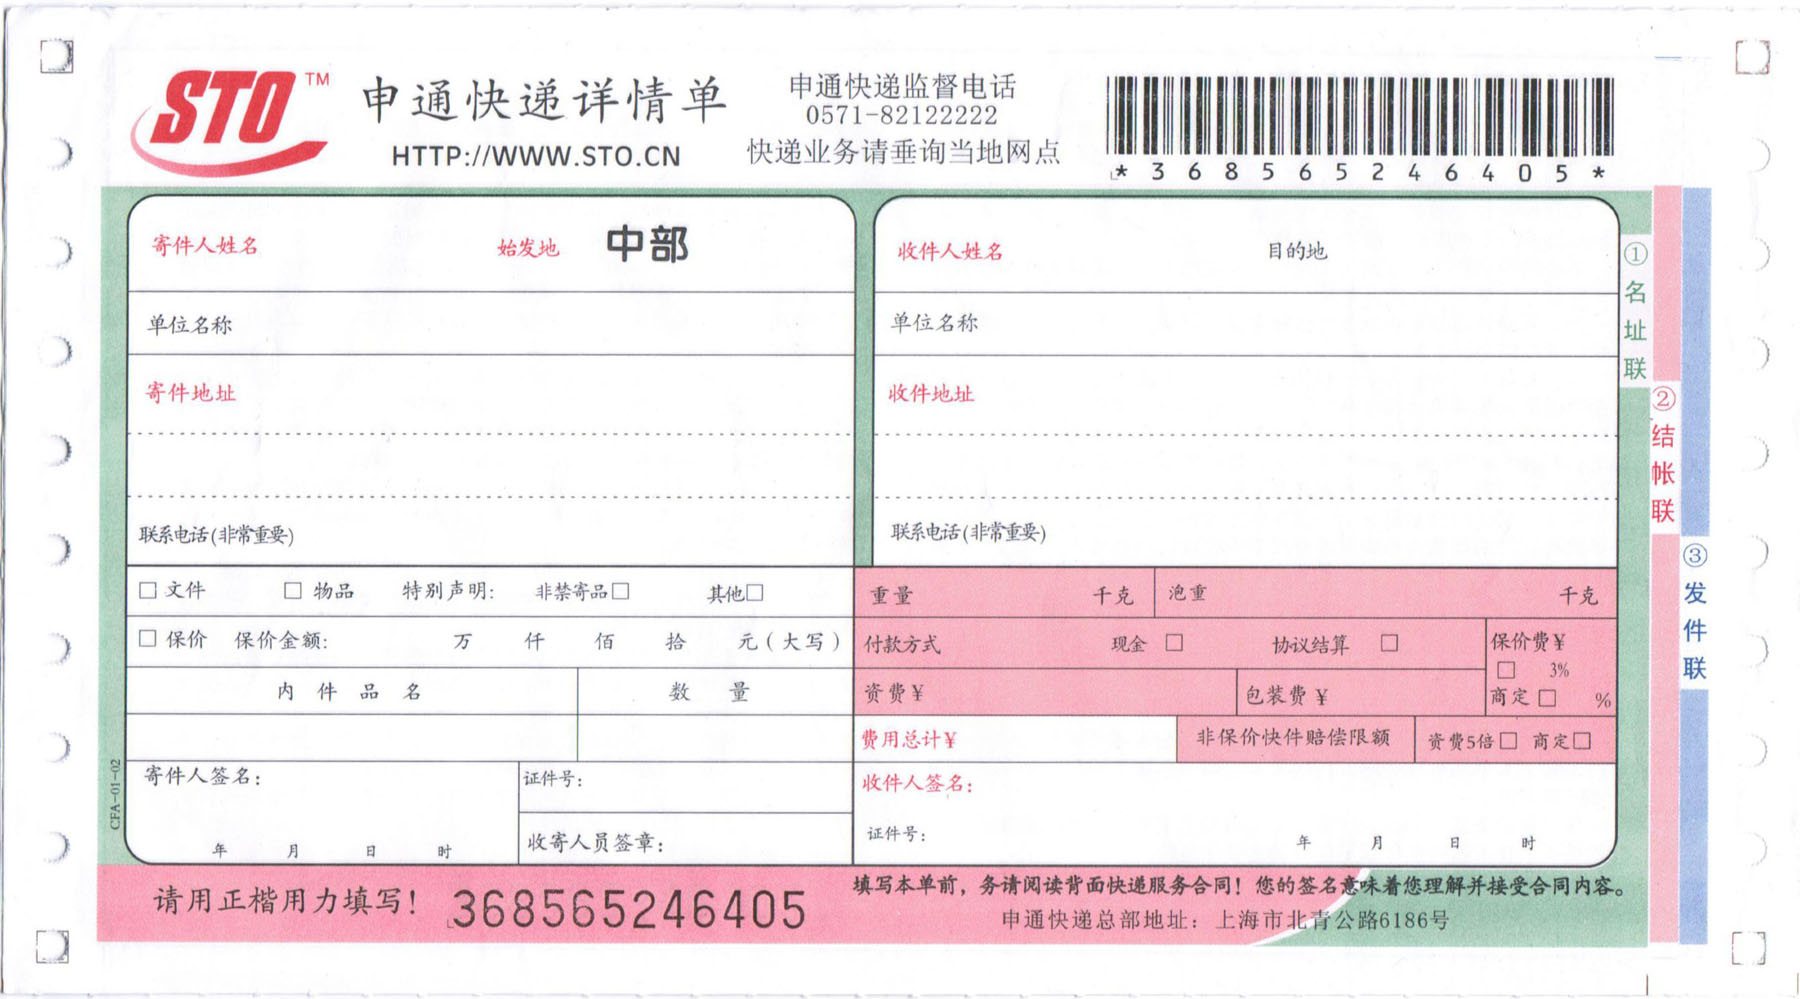 STO TM
申通快递详情单
HTTP://WWW.STO.CN
申通快递监督电话
0571-82122222
快递业务请垂询当地网点
*368565246405*
寄件人姓名 始发地 中部
单位名称
寄件地址
联系电话(非常重要)
收件人姓名 目的地
单位名称
收件地址
联系电话(非常重要)
①名址联
②结帐联
③发件联
□文件 □物品 特别声明: 非禁寄品□ 其他□
□保价 保价金额: 万 仟 佰 拾 元(大写)
内件品名 数量
寄件人签名:
年 月 日 时
证件号:
收寄人员签章:
重量 千克 泡重 千克
付款方式 现金□ 协议结算□
保价费¥
□ 3%
商定□ %
资费¥ 包装费¥
费用总计¥ 非保价快件赔偿限额 资费5倍□ 商定□
收件人签名:
证件号: 年 月 日 时
CFA-01-02
请用正楷用力填写! 368565246405
填写本单前，务请阅读背面快递服务合同！您的签名意味着您理解并接受合同内容。
申通快递总部地址：上海市北青公路6186号